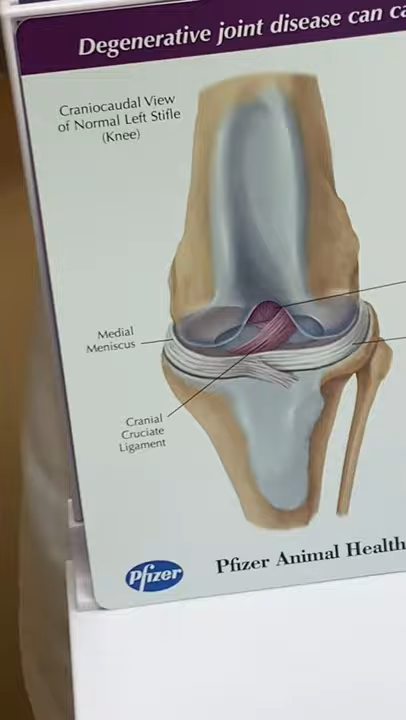 Degenerative joint disease can
Craniocaudal View
of Normal Left Stifle
(Knee)
Medial
Meniscus
Cranial
Cruciate
Ligament
Pfizer
Pfizer Animal Health